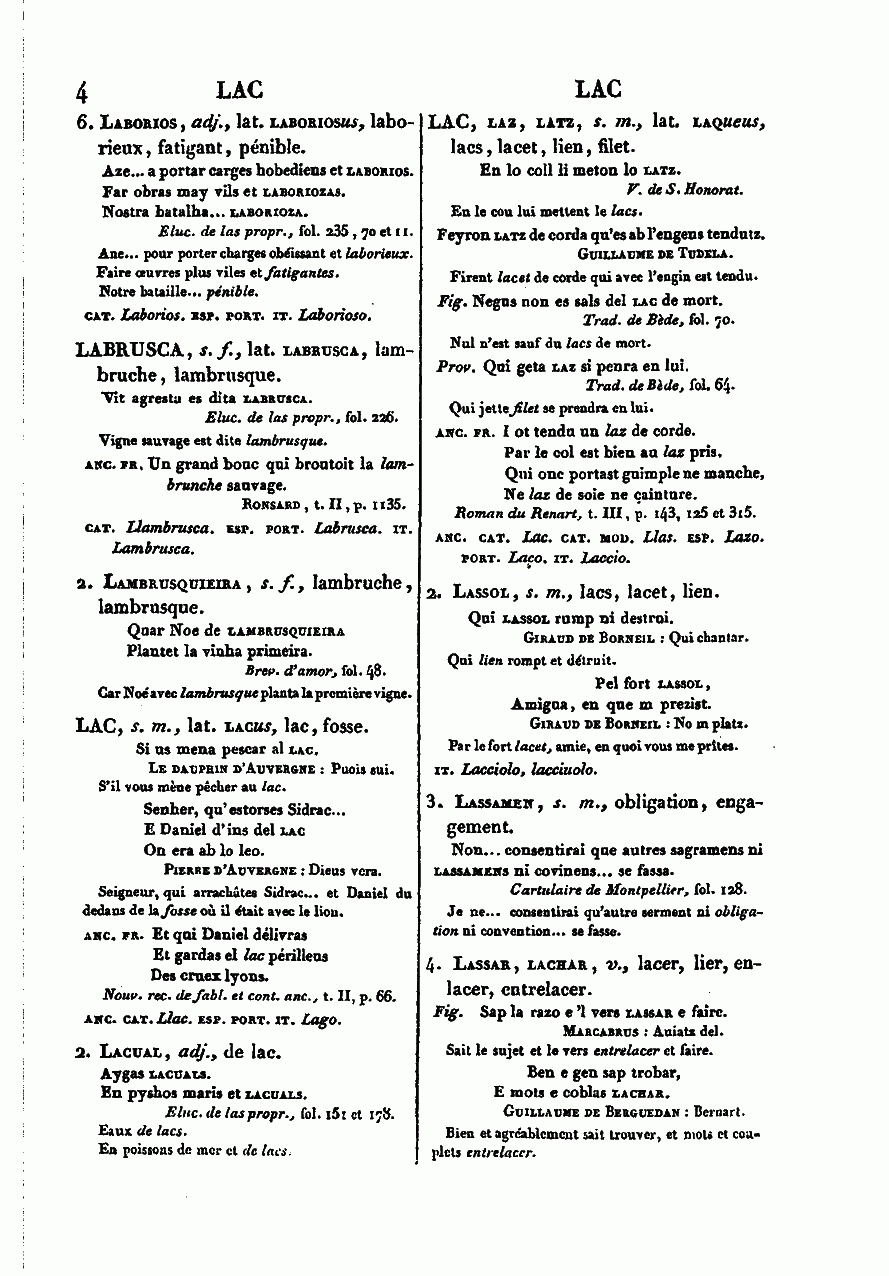 4 LAC LAC
6. LABORIOS, adj., lat. LABORIOSUS, labo-
rieux, fatigant, pénible.
Aze... a portar carges hobediens et LABORIOS.
Far obras may vils et LABORIOZAS.
Nostra batalha... LABORIOZA.
Eluc. de las propr., fol. 235, 70 et 11.
Ane... pour porter charges obéissant et laborieux.
Faire œuvres plus viles et fatigantes.
Notre bataille... pénible.
CAT. Laborios. ESP. PORT. IT. Laborioso.
LABRUSCA, s. f., lat. LABRUSCA, lam-
bruche, lambrusque.
Vit agresta es dita LABRUSCA.
Eluc. de las propr., fol. 226.
Vigne sauvage est dite lambrusque.
ANC. FR. Un grand bouc qui broutoit la lam-
brunche sauvage.
RONSARD, t. II, p. 1135.
CAT. Llambrusca. ESP. PORT. Labrusca. IT.
Lambrusca.
2. LAMBRUSQUIEIRA, s. f., lambruche,
lambrusque.
Quar Noe de LAMBRUSQUIEIRA
Plantet la vinha primeira.
Brev. d'amor, fol. 48.
Car Noé avec lambrusque planta la première vigne.
LAC, s. m., lat. LACUS, lac, fosse.
Si us mena pescar al LAC.
LE DAUPHIN D'AUVERGNE : Puois sui.
S'il vous mène pêcher au lac.
Senher, qu'estorses Sidrac...
E Daniel d'ins del LAC
On era ab lo leo.
PIERRE D'AUVERGNE : Dieus vera.
Seigneur, qui arrachâtes Sidrac... et Daniel du
dedans de la fosse où il était avec le lion.
ANC. FR. Et qui Daniel délivras
Et gardas el lac périlleus
Des cruex lyons.
Nouv. rec. de fabl. et cont. anc., t. II, p. 66.
ANC. CAT. Llac. ESP. PORT. IT. Lago.
2. LACUAL, adj., de lac.
Aygas LACUALS.
En pyshos maris et LACUALS.
Eluc. de las propr., fol. 151 et 178.
Eaux de lacs.
En poissons de mer et de lacs.
LAC, LAZ, LATZ, s. m., lat. LAQueus,
lacs, lacet, lien, filet.
En lo coll li meton lo LATZ.
V. de S. Honorat.
En le cou lui mettent le lacs.
Feyron LATZ de corda qu'es ab l'engens tendutz.
GUILLAUME DE TUDELA.
Firent lacet de corde qui avec l'engin est tendu.
Fig. Negus non es sals del LAC de mort.
Trad. de Bède, fol. 70.
Nul n'est sauf du lacs de mort.
Prov. Qui geta LAZ si penra en lui.
Trad. de Bède, fol. 64.
Qui jette filet se prendra en lui.
ANC. FR. I ot tendu un laz de corde.
Par le col est bien au laz pris.
Qui onc portast guimple ne manche,
Ne laz de soie ne çainture.
Roman du Renart, t. III, p. 143, 125 et 315.
ANC. CAT. Lac. CAT. MOD. Llas. ESP. Lazo.
PORT. Laço. IT. Laccio.
2. LASSOL, s. m., lacs, lacet, lien.
Qui LASSOL rump ni destrui.
GIRAUD DE BORNEIL : Qui chantar.
Qui lien rompt et détruit.
Pel fort LASSOL,
Amigua, en que m prezist.
GIRAUD DE BORNEIL : No m platz.
Par le fort lacet, amie, en quoi vous me prîtes.
IT. Lacciolo, lacciuolo.
3. LASSAMEN, s. m., obligation, enga-
gement.
Non... consentirai que autres sagramens ni
LASSAMENS ni covinens... se fassa.
Cartulaire de Montpellier, fol. 128.
Je ne... consentirai qu'autre serment ni obliga-
tion ni convention... se fasse.
4. LASSAR, LACHAR, v., lacer, lier, en-
lacer, entrelacer.
Fig. Sap la razo e 'l vers LASSAR e faire.
MARCABRUS : Auiatz del.
Sait le sujet et le vers entrelacer et faire.
Ben e gen sap trobar,
E mots e coblas LACHAR.
GUILLAUME DE BERGUEDAN : Bernart.
Bien et agréablement sait trouver, et mots et cou-
plets entrelacer.